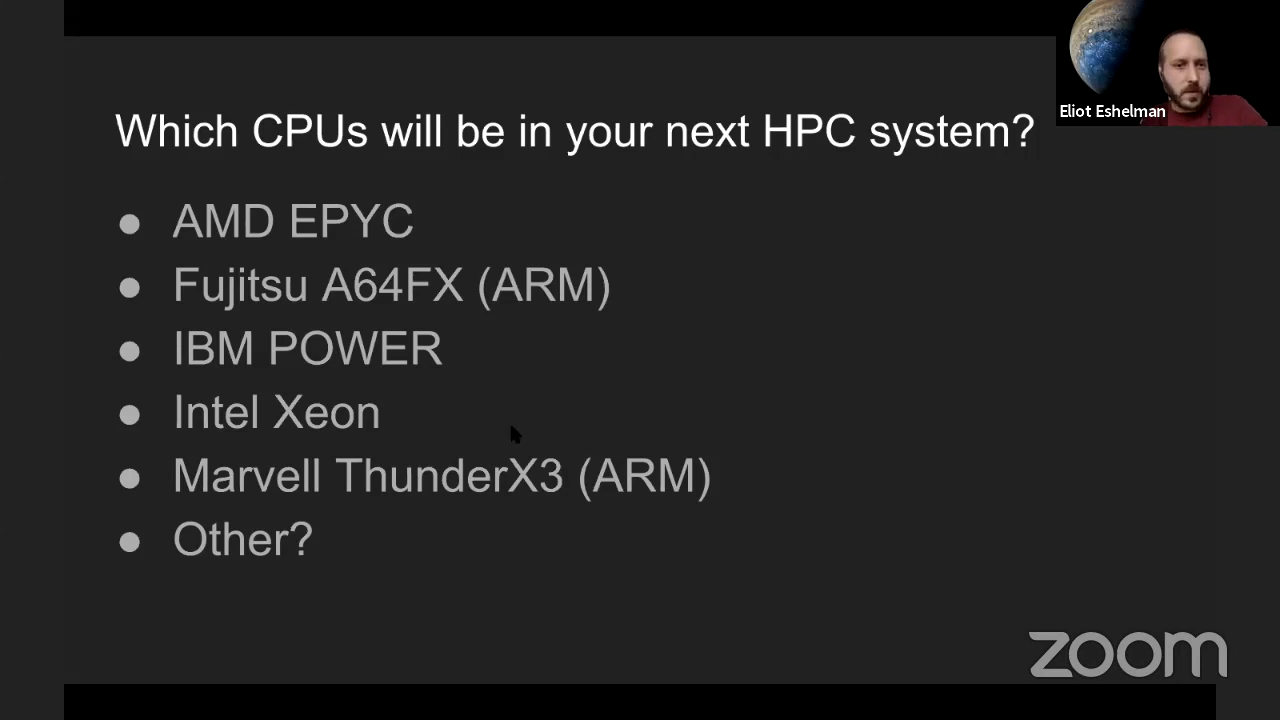 Which CPUs will be in your next HPC system?
● AMD EPYC
● Fujitsu A64FX (ARM)
● IBM POWER
● Intel Xeon
● Marvell ThunderX3 (ARM)
● Other?
Eliot Eshelman
zoom